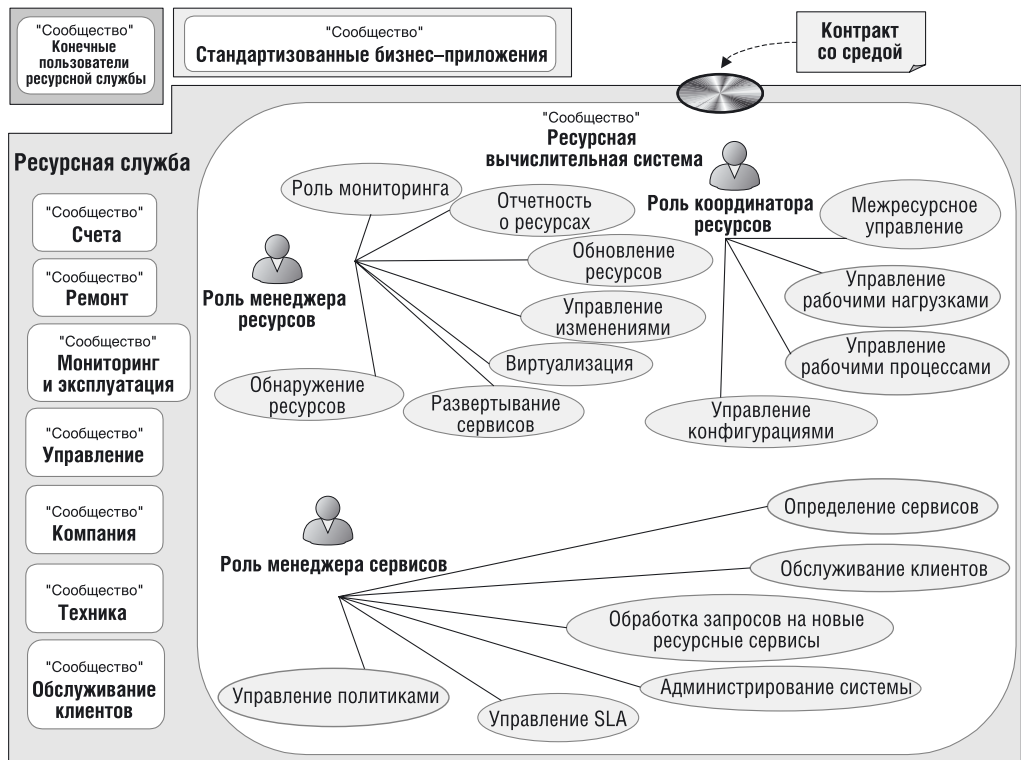 "Сообщество"
Конечные
пользователи
ресурсной службы
"Сообщество"
Стандартизованные бизнес–приложения
Контракт
со средой
Ресурсная служба
"Сообщество"
Счета
"Сообщество"
Ремонт
"Сообщество"
Мониторинг
и эксплуатация
"Сообщество"
Управление
"Сообщество"
Компания
"Сообщество"
Техника
"Сообщество"
Обслуживание
клиентов
"Сообщество"
Ресурсная
вычислительная система
Роль менеджера
ресурсов
Роль мониторинга
Отчетность
о ресурсах
Обновление
ресурсов
Управление
изменениями
Виртуализация
Развертывание
сервисов
Обнаружение
ресурсов
Роль координатора
ресурсов
Межресурсное
управление
Управление
рабочими нагрузками
Управление
рабочими процессами
Управление
конфигурациями
Роль менеджера сервисов
Определение сервисов
Обслуживание клиентов
Обработка запросов на новые
ресурсные сервисы
Администрирование системы
Управление SLA
Управление политиками